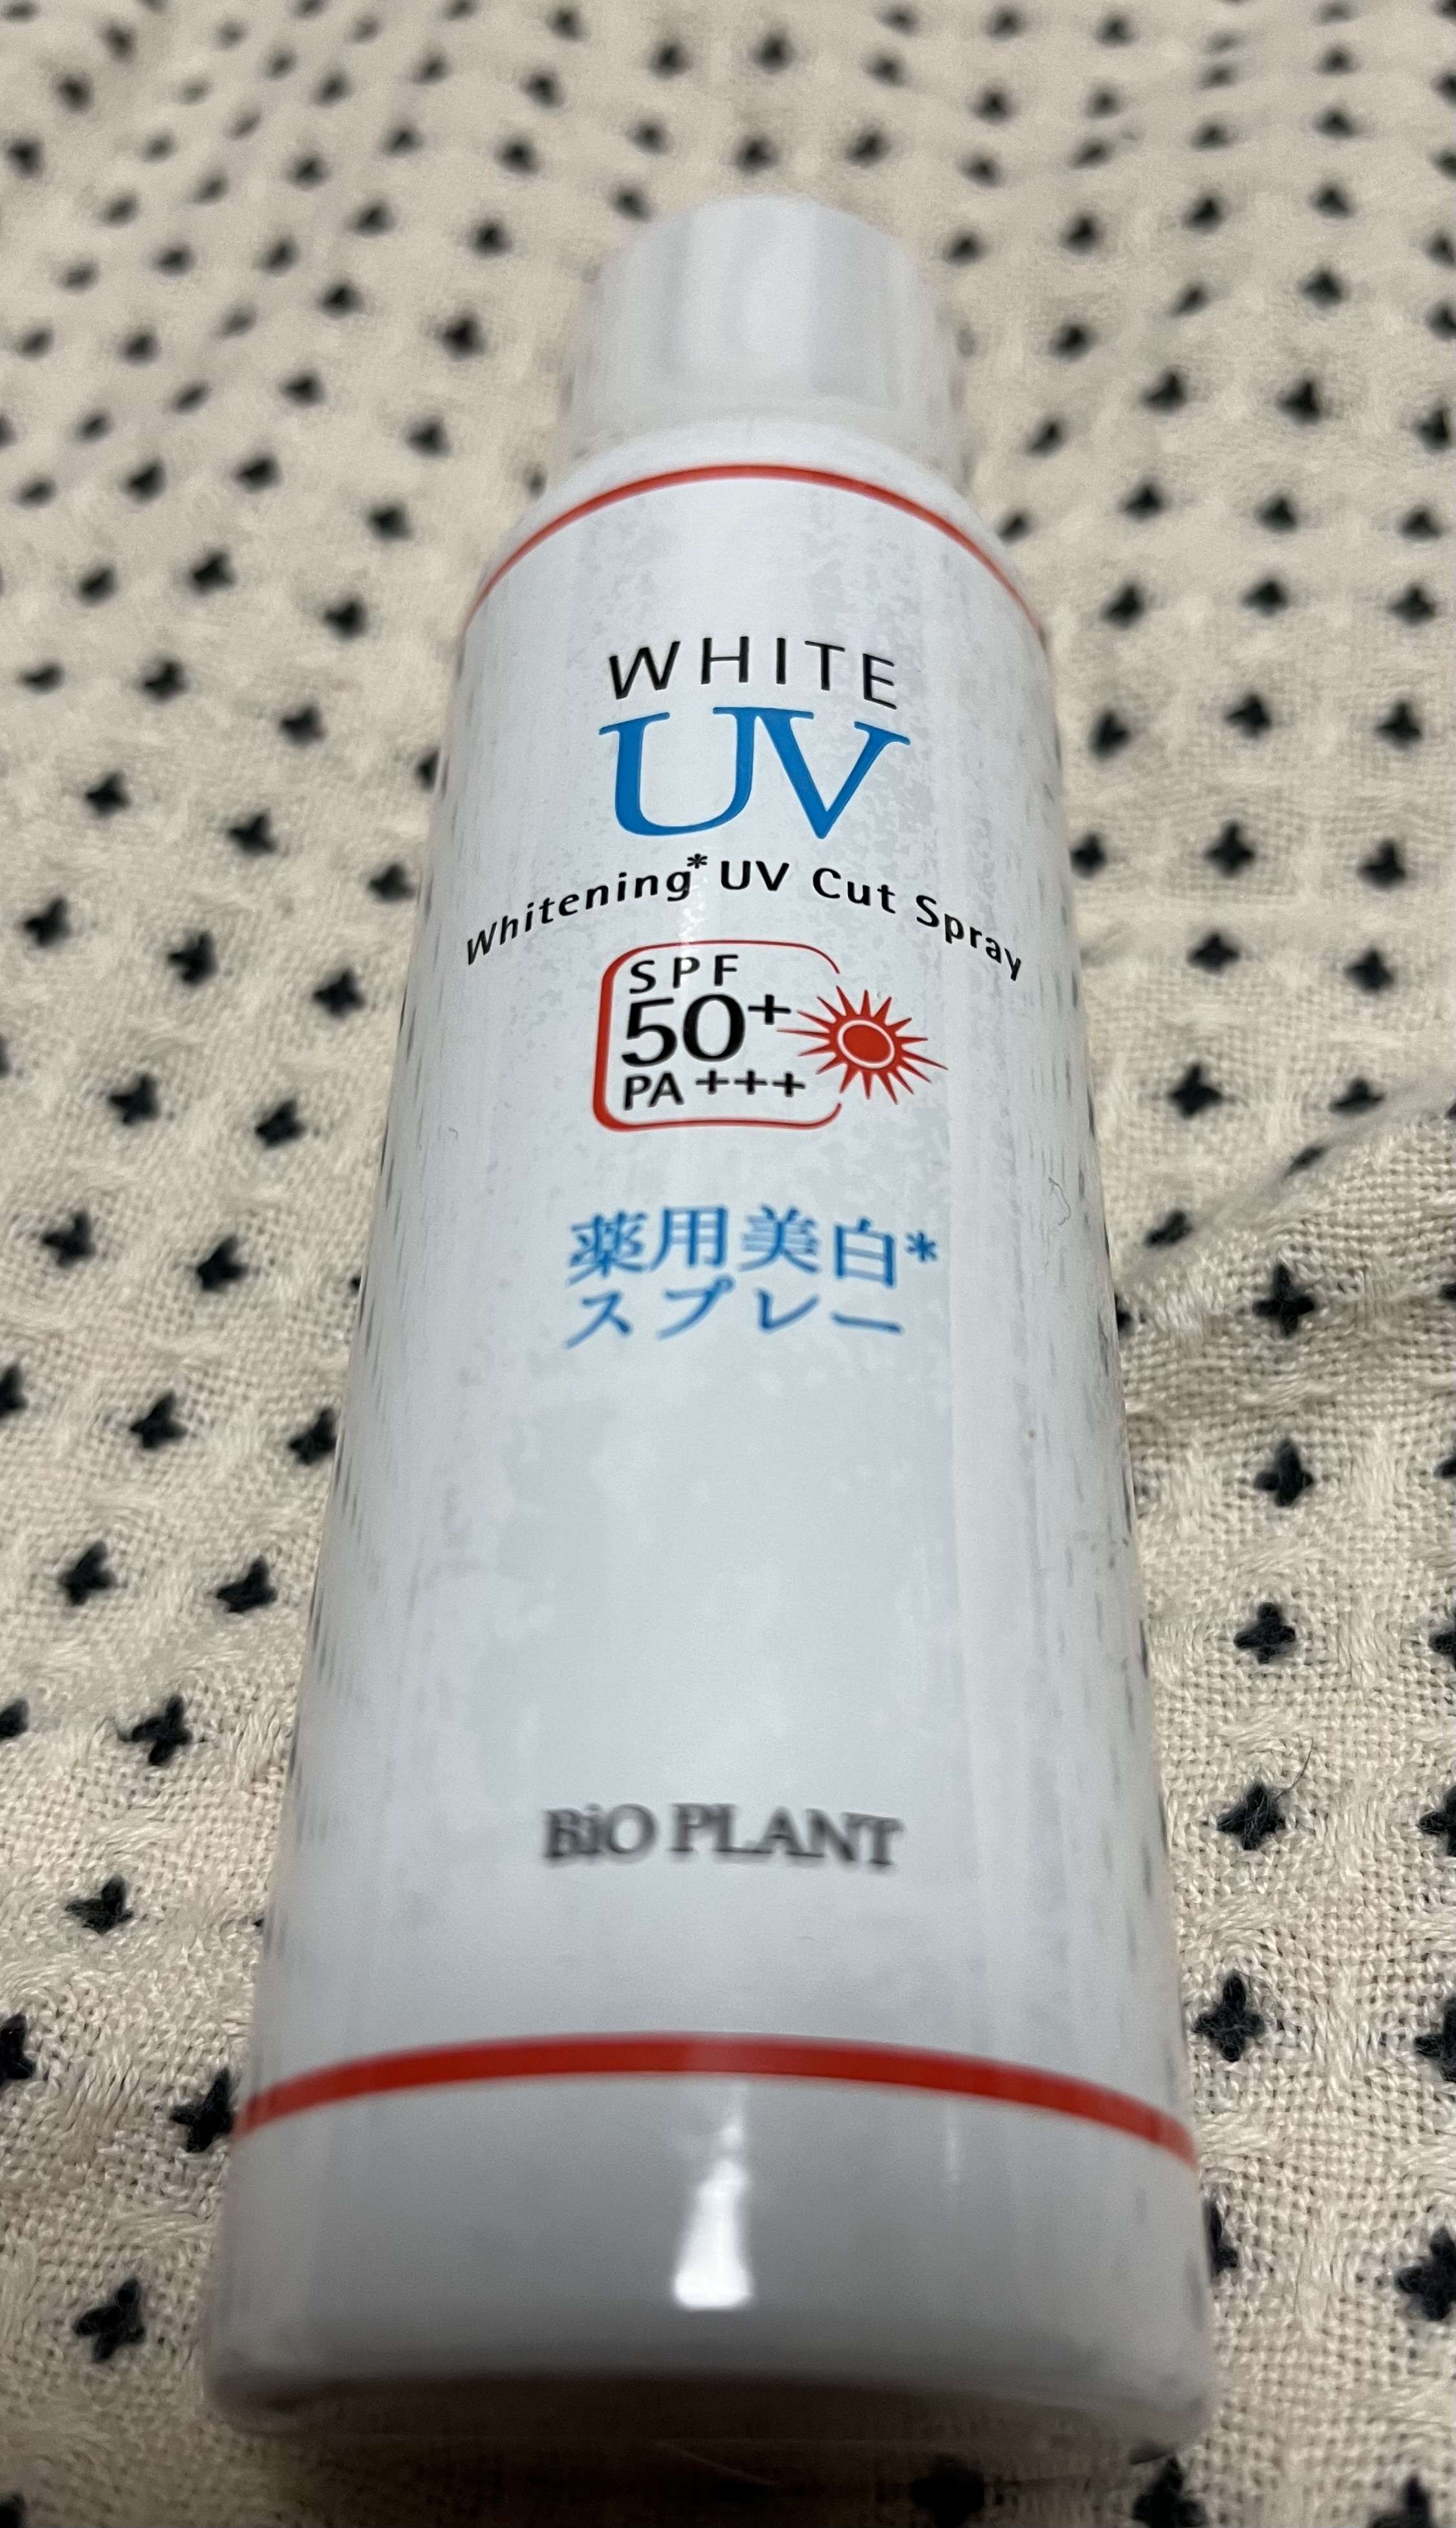 WHITE
UV
Whitening* UV Cut Spray
SPF
50+
PA+++
薬用美白*
スプレー
BiO PLANT